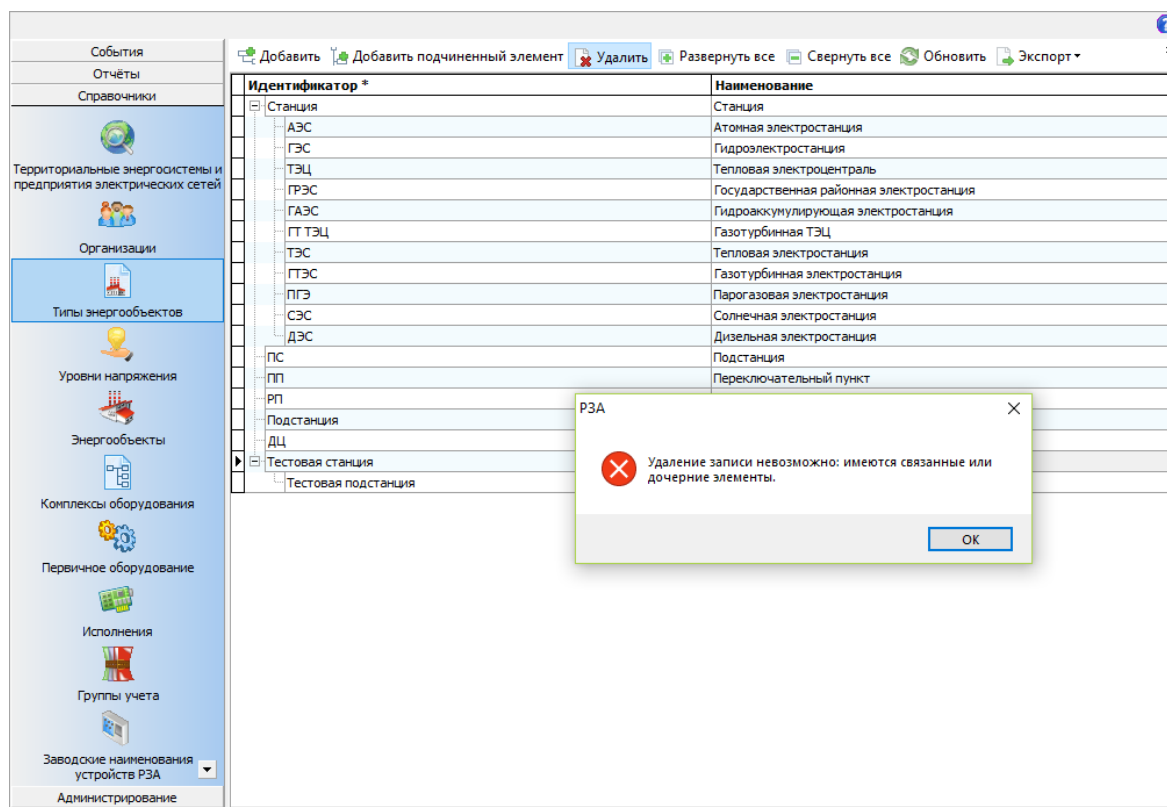 События
Отчёты
Справочники
Территориальные энергосистемы и
предприятия электрических сетей
Организации
Типы энергообъектов
Уровни напряжения
Энергообъекты
Комплексы оборудования
Первичное оборудование
Исполнения
Группы учета
Заводские наименования
устройств РЗА
Администрирование
Добавить Добавить подчиненный элемент Удалить Развернуть все Свернуть все Обновить Экспорт
Идентификатор * Наименование
Станция Станция
АЭС Атомная электростанция
ГЭС Гидроэлектростанция
ТЭЦ Тепловая электроцентраль
ГРЭС Государственная районная электростанция
ГАЭС Гидроаккумулирующая электростанция
ГТ ТЭЦ Газотурбинная ТЭЦ
ТЭС Тепловая электростанция
ГТЭС Газотурбинная электростанция
ПГЭ Парогазовая электростанция
СЭС Солнечная электростанция
ДЭС Дизельная электростанция
ПС Подстанция
ПП Переключательный пункт
РП
Подстанция
ДЦ
Тестовая станция
Тестовая подстанция
РЗА
Удаление записи невозможно: имеются связанные или
дочерние элементы.
ОК